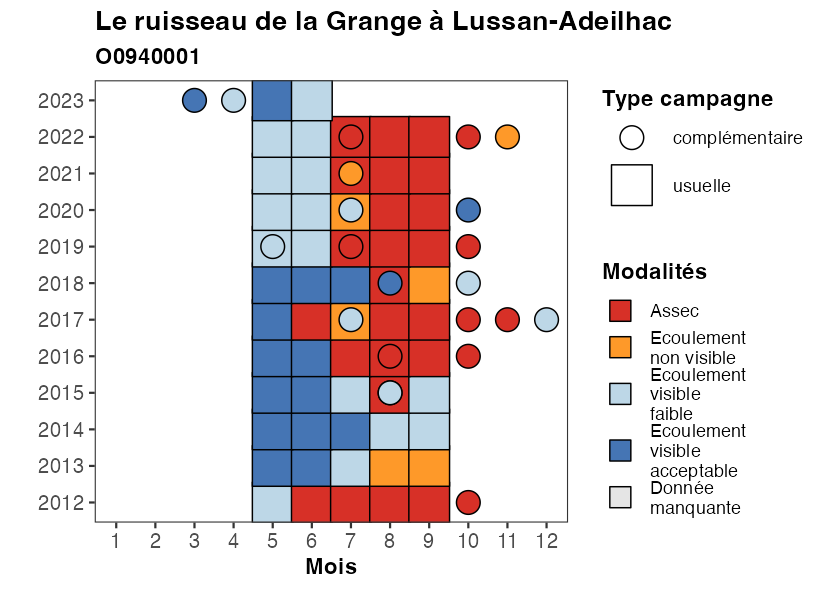 Le ruisseau de la Grange à Lussan-Adeilhac
O0940001
2023
2022
2021
2020
2019
2018
2017
2016
2015
2014
2013
2012
1 2 3 4 5 6 7 8 9 10 11 12
Mois
Type campagne
complémentaire
usuelle
Modalités
Assec
Ecoulement
non visible
Ecoulement
visible
faible
Ecoulement
visible
acceptable
Donnée
manquante